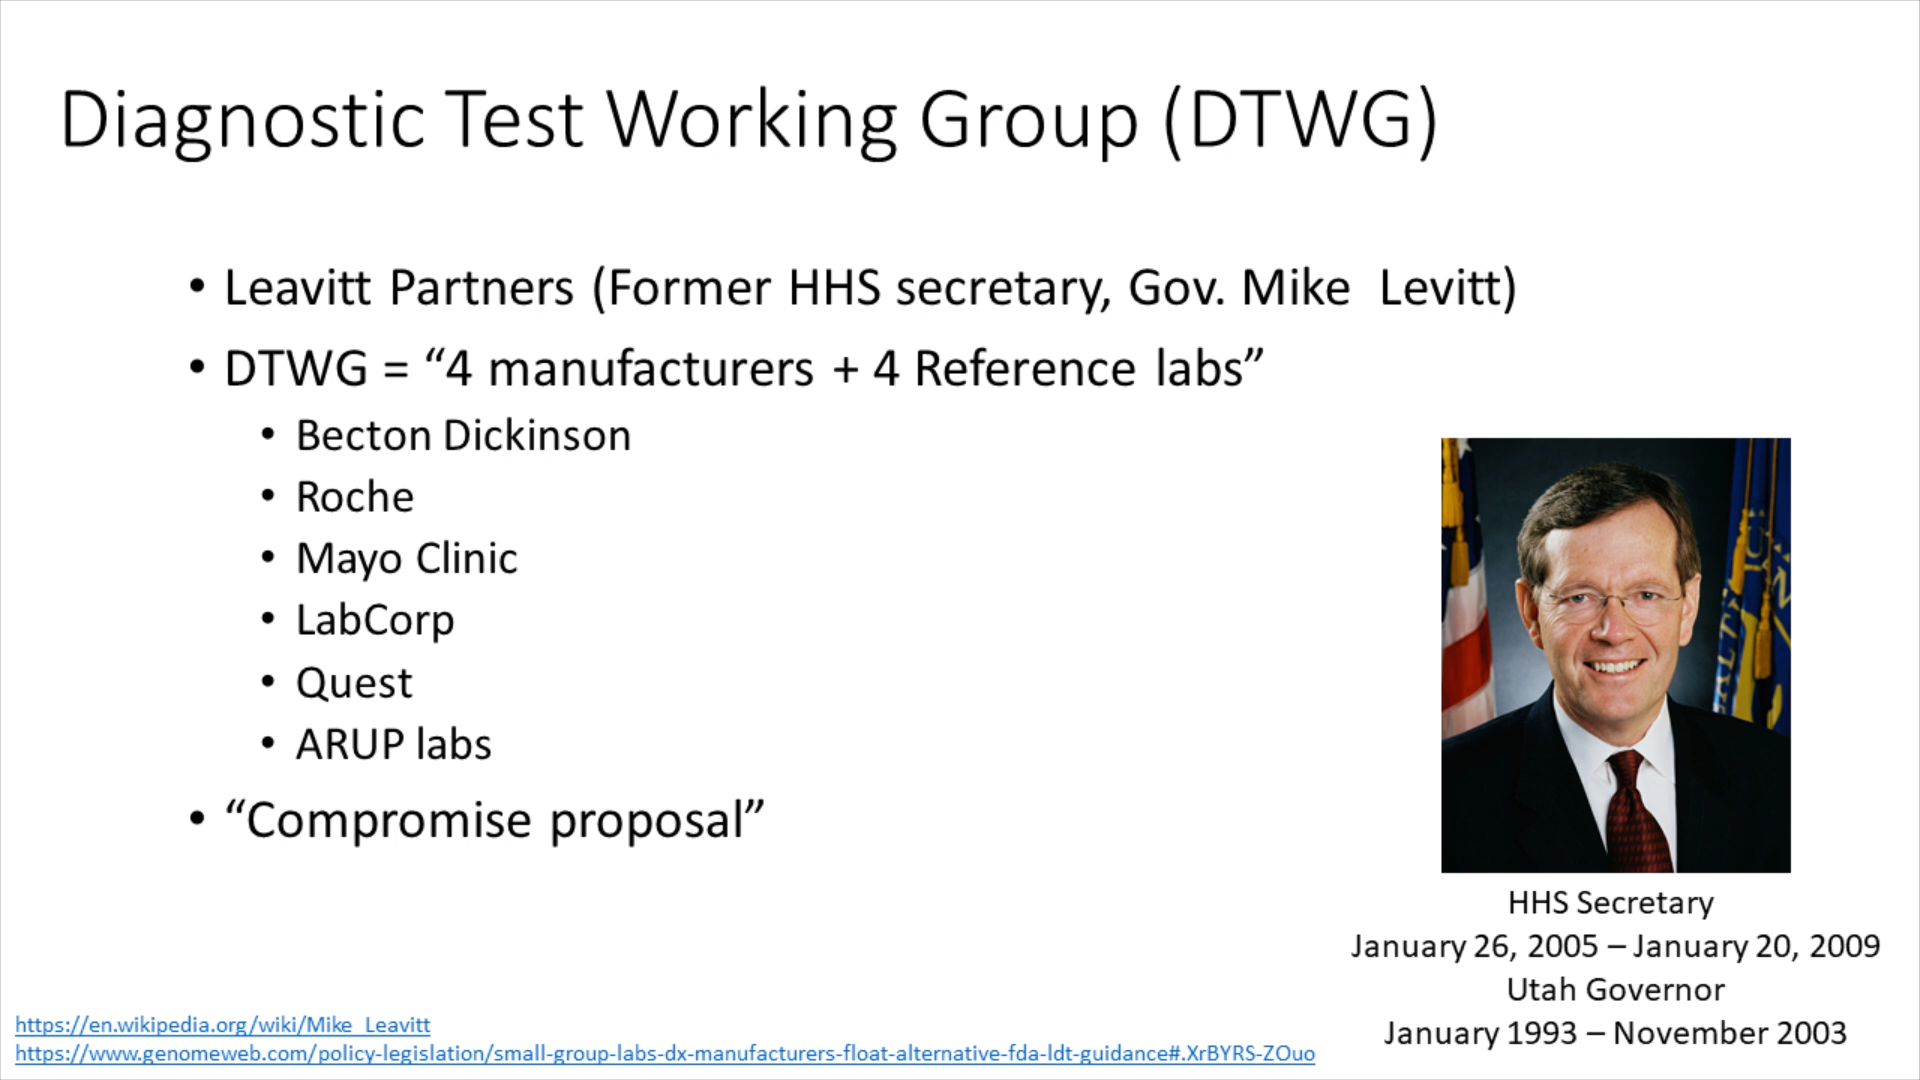 Diagnostic Test Working Group (DTWG)
• Leavitt Partners (Former HHS secretary, Gov. Mike Levitt)
• DTWG = “4 manufacturers + 4 Reference labs”
• Becton Dickinson
• Roche
• Mayo Clinic
• LabCorp
• Quest
• ARUP labs
• “Compromise proposal”
HHS Secretary
January 26, 2005 – January 20, 2009
Utah Governor
January 1993 – November 2003
https://en.wikipedia.org/wiki/Mike_Leavitt
https://www.genomeweb.com/policy-legislation/small-group-labs-dx-manufacturers-float-alternative-fda-ldt-guidance#.XrBYRS-ZOuo